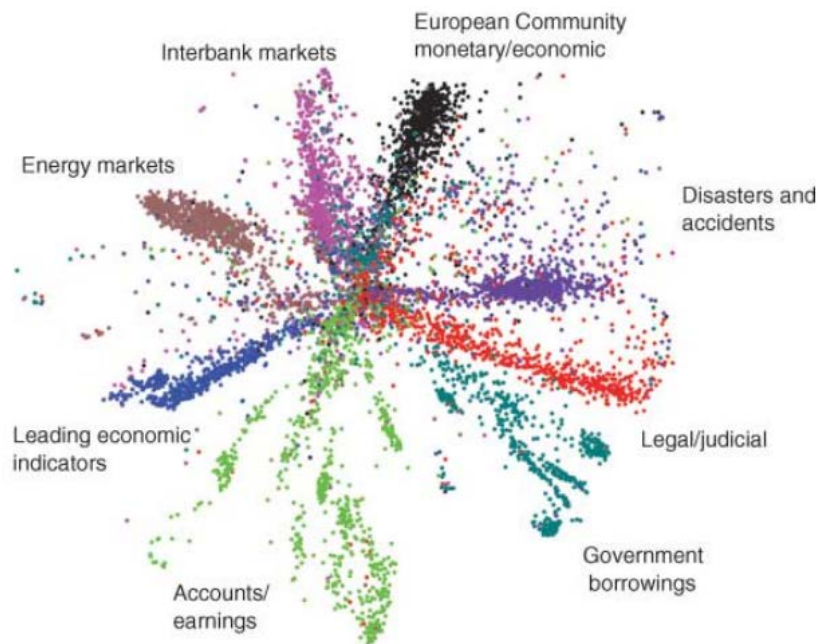 European Community
monetary/economic
Interbank markets
Energy markets
Disasters and
accidents
Leading economic
indicators
Legal/judicial
Government
borrowings
Accounts/
earnings